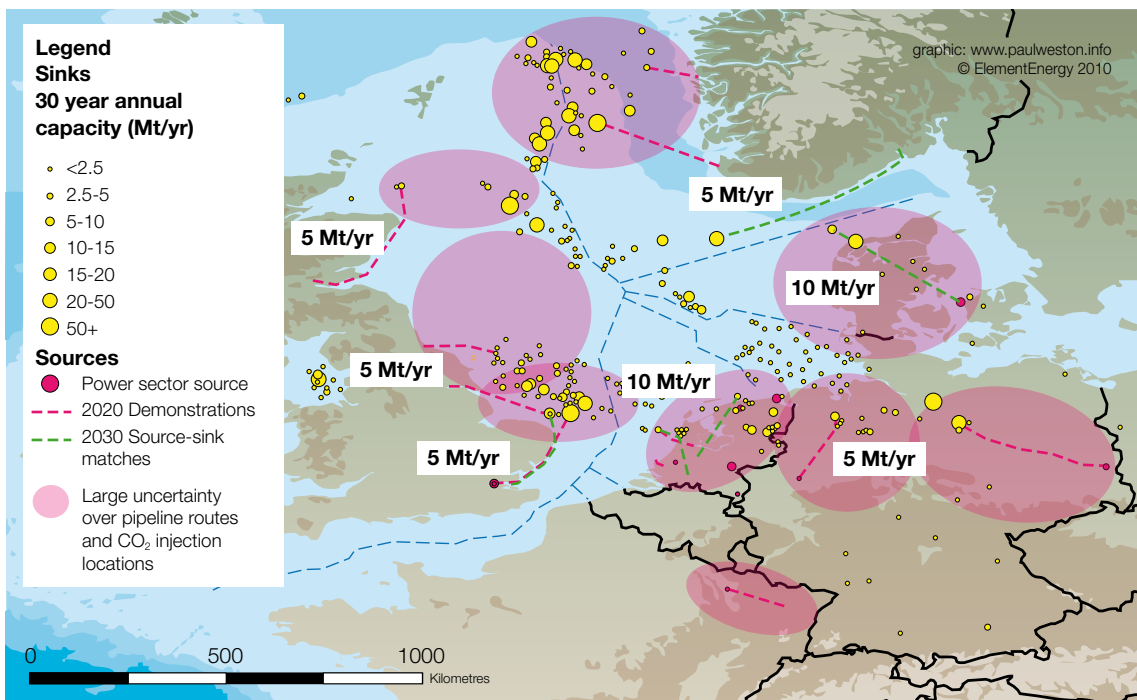 Legend
Sinks
30 year annual
capacity (Mt/yr)
<2.5
2.5-5
5-10
10-15
15-20
20-50
50+
Sources
Power sector source
2020 Demonstrations
2030 Source-sink
matches
Large uncertainty
over pipeline routes
and CO₂ injection
locations
graphic: www.paulweston.info
© ElementEnergy 2010
5 Mt/yr
5 Mt/yr
10 Mt/yr
5 Mt/yr
10 Mt/yr
5 Mt/yr
5 Mt/yr
0 500 1000
Kilometres